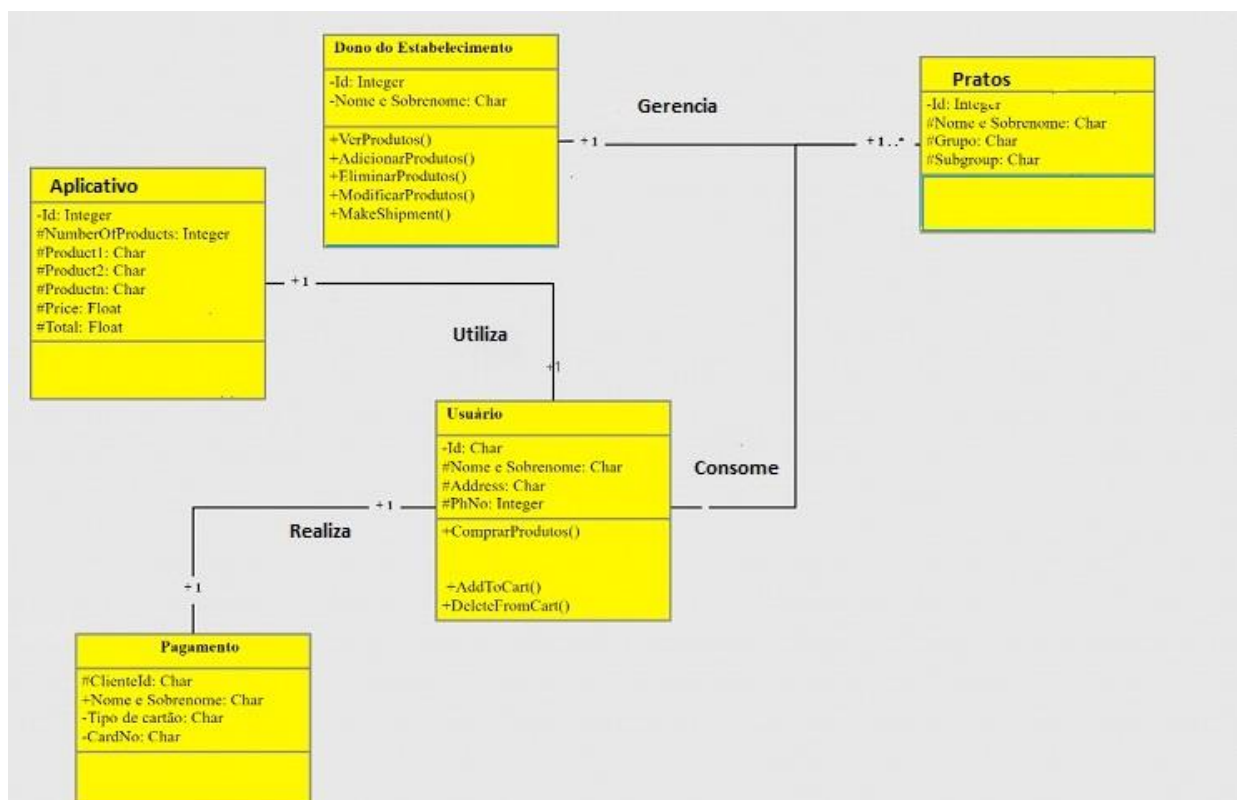 Dono do Estabelecimento
-Id: Integer
-Nome e Sobrenome: Char
+VerProdutos()
+AdicionarProdutos()
+EliminarProdutos()
+ModificarProdutos()
+MakeShipment()
Gerencia
+1
+1..*
Pratos
-Id: Integer
#Nome e Sobrenome: Char
#Grupo: Char
#Subgroup: Char
Aplicativo
-Id: Integer
#NumberOfProducts: Integer
#Product1: Char
#Product2: Char
#Productn: Char
#Price: Float
#Total: Float
+1
Utiliza
+1
Usuário
-Id: Char
#Nome e Sobrenome: Char
#Address: Char
#PhNo: Integer
+ComprarProdutos()
+AddToCart()
+DeleteFromCart()
Consome
+1
Realiza
+1
Pagamento
#ClienteId: Char
+Nome e Sobrenome: Char
-Tipo de cartão: Char
-CardNo: Char